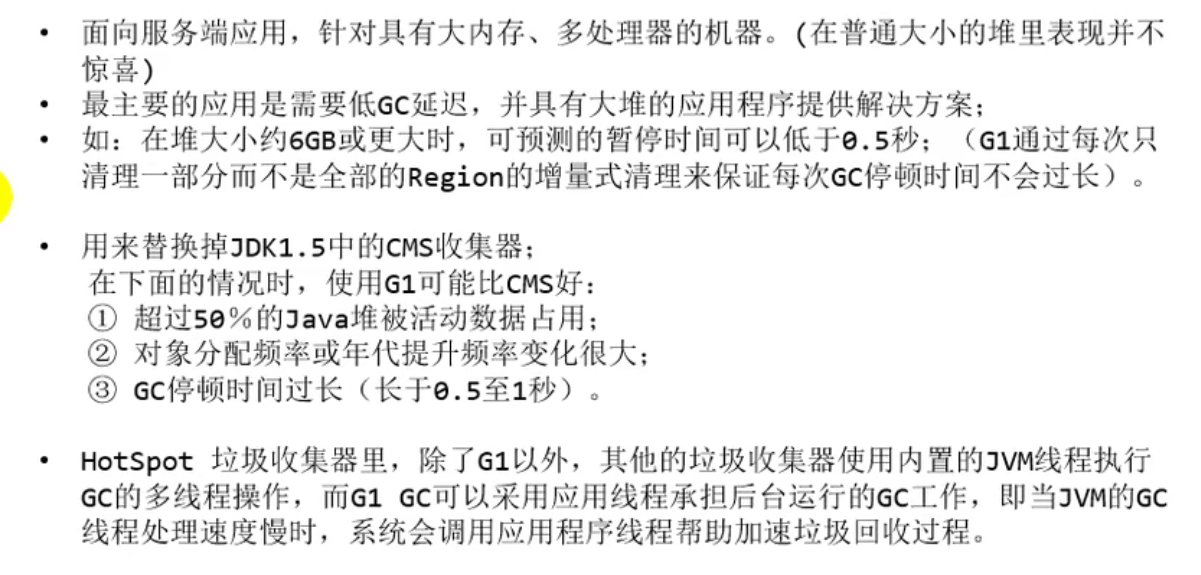 • 面向服务端应用，针对具有大内存、多处理器的机器。(在普通大小的堆里表现并不
惊喜)
• 最主要的应用是需要低GC延迟，并具有大堆的应用程序提供解决方案；
• 如：在堆大小约6GB或更大时，可预测的暂停时间可以低于0.5秒；（G1通过每次只
清理一部分而不是全部的Region的增量式清理来保证每次GC停顿时间不会过长）。
• 用来替换掉JDK1.5中的CMS收集器；
在下面的情况时，使用G1可能比CMS好：
① 超过50％的Java堆被活动数据占用；
② 对象分配频率或年代提升频率变化很大；
③ GC停顿时间过长（长于0.5至1秒）。
• HotSpot 垃圾收集器里，除了G1以外，其他的垃圾收集器使用内置的JVM线程执行
GC的多线程操作，而G1 GC可以采用应用线程承担后台运行的GC工作，即当JVM的GC
线程处理速度慢时，系统会调用应用程序线程帮助加速垃圾回收过程。